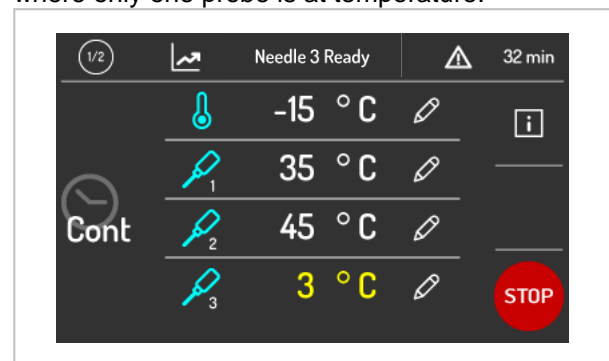 where only one probe is at temperature.
1/2 Needle 3 Ready 32 min
-15 °C
i
1 35 °C
Cont
2 45 °C
3 3 °C
STOP